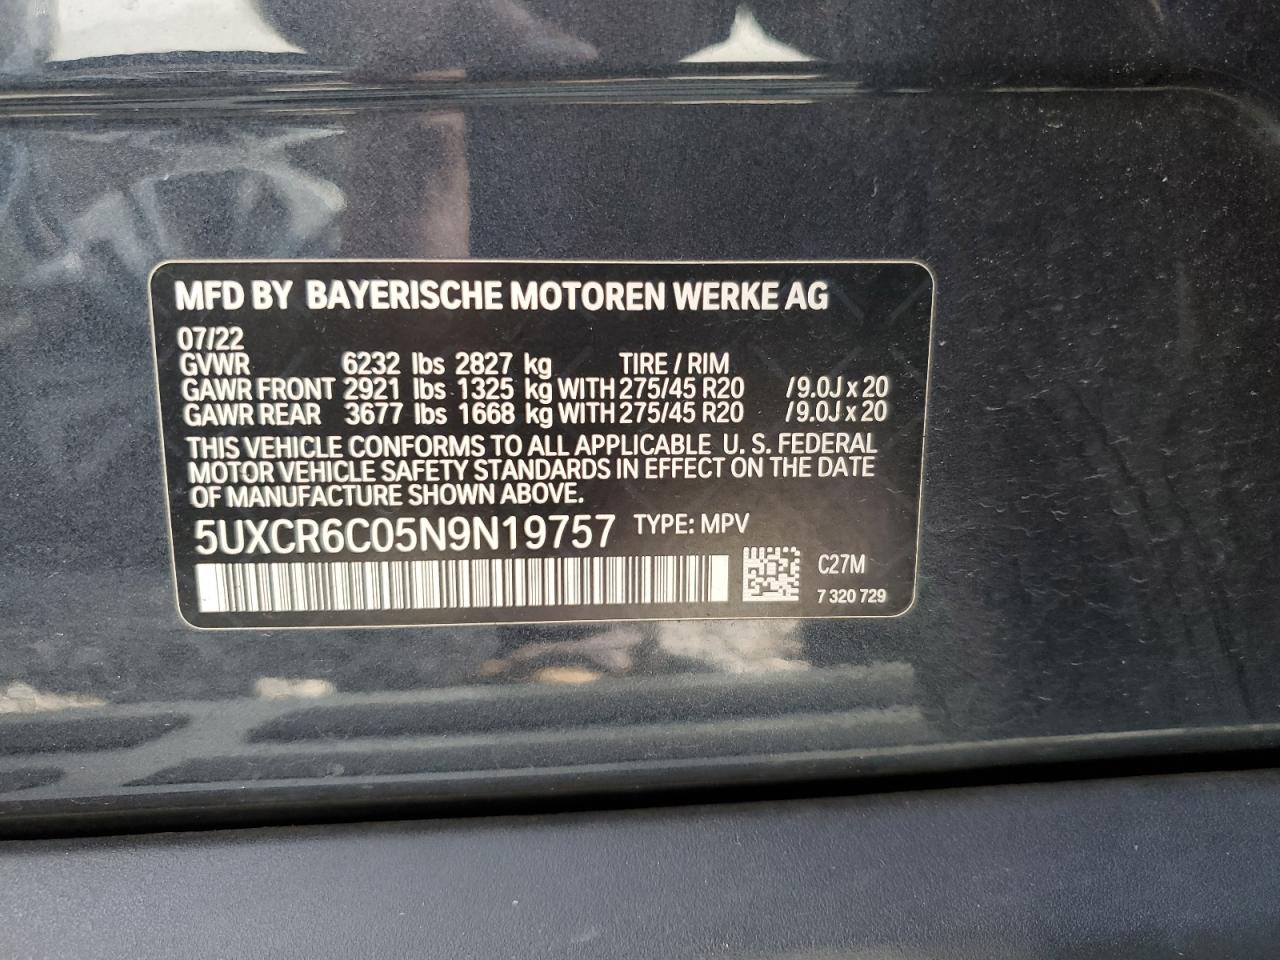 MFD BY BAYERISCHE MOTOREN WERKE AG
07/22
GVWR 6232 lbs 2827 kg TIRE / RIM
GAWR FRONT 2921 lbs 1325 kg WITH 275/45 R20 /9.0J x 20
GAWR REAR 3677 lbs 1668 kg WITH 275/45 R20 /9.0J x 20
THIS VEHICLE CONFORMS TO ALL APPLICABLE U. S. FEDERAL
MOTOR VEHICLE SAFETY STANDARDS IN EFFECT ON THE DATE
OF MANUFACTURE SHOWN ABOVE.
5UXCR6C05N9N19757 TYPE: MPV
C27M
7 320 729